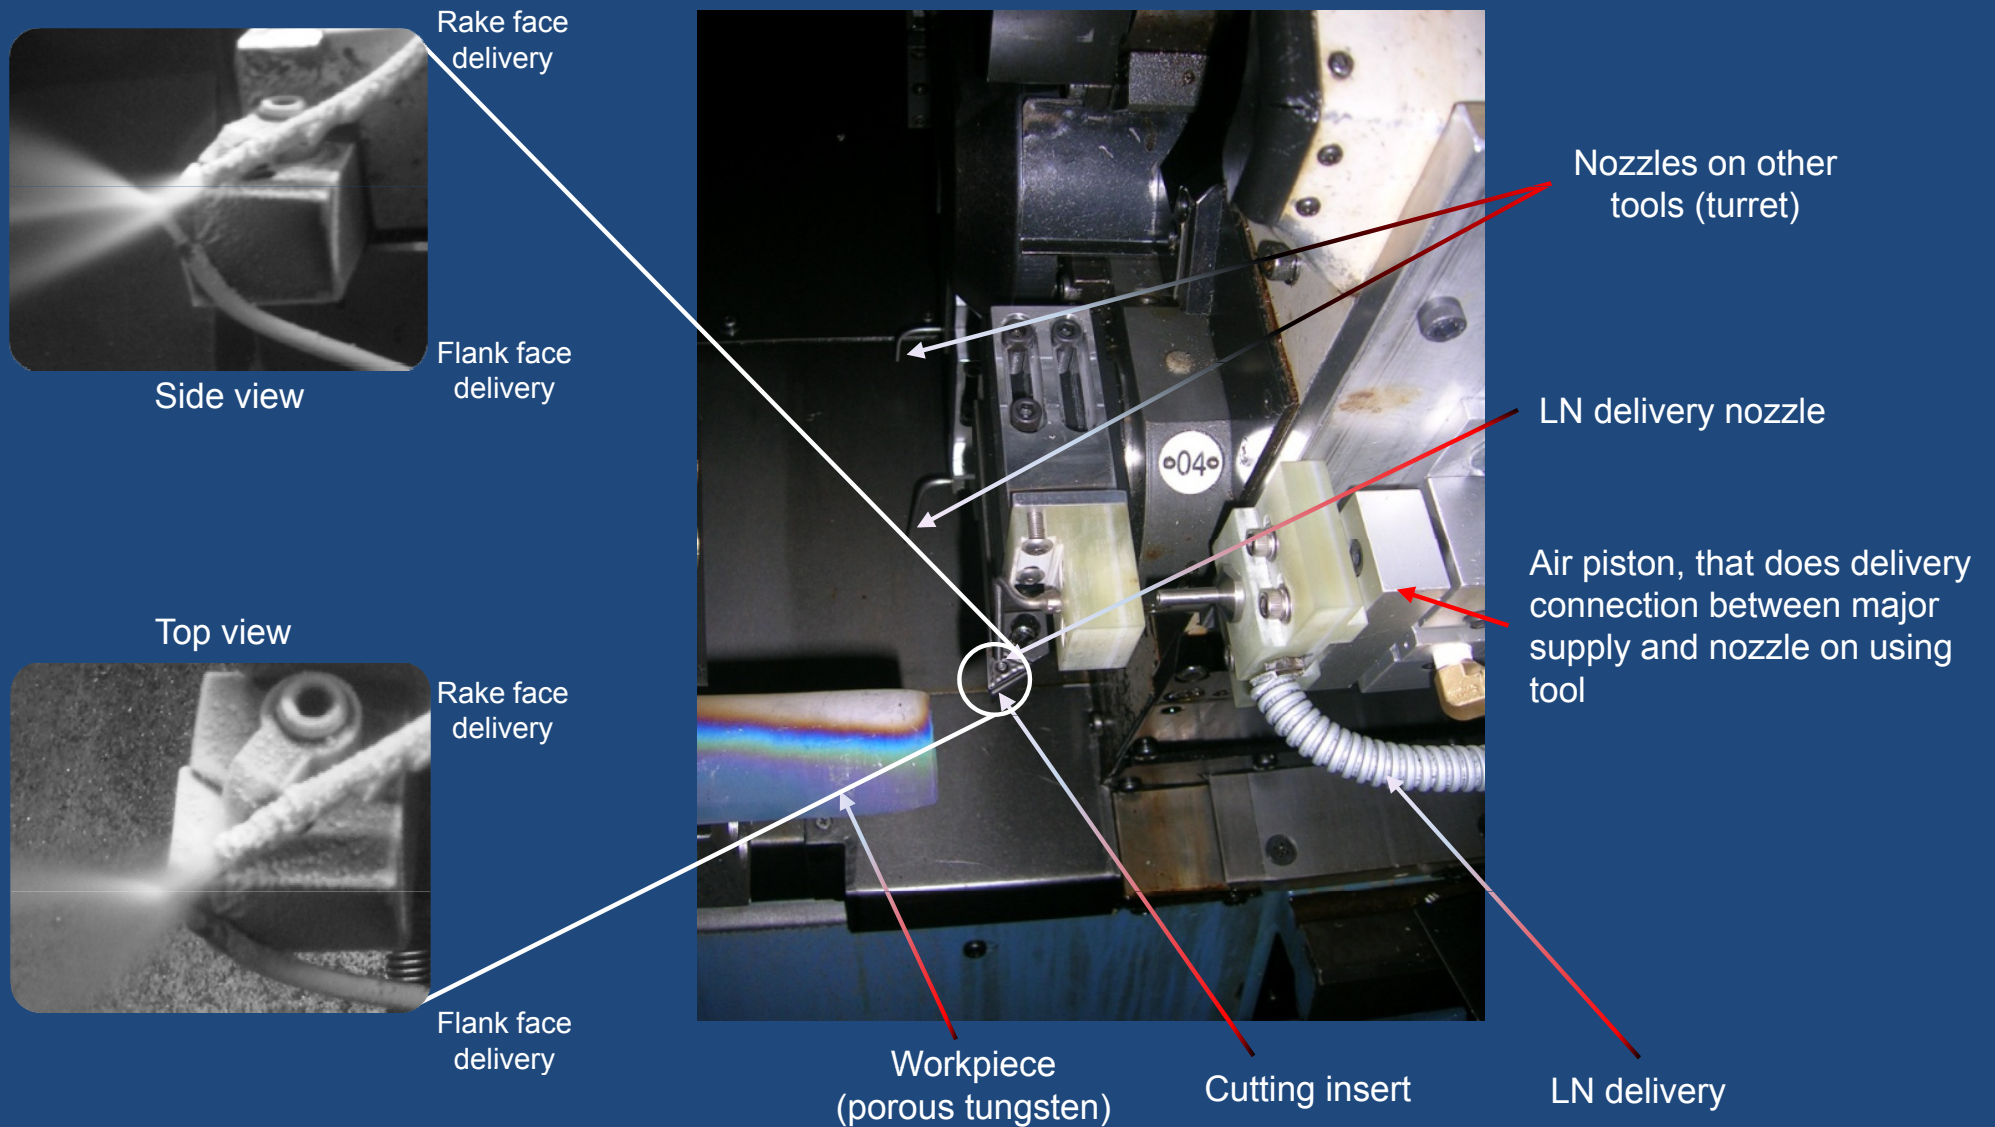 Rake face
delivery
Flank face
delivery
Side view
Top view
Rake face
delivery
Flank face
delivery
Nozzles on other
tools (turret)
LN delivery nozzle
04
Air piston, that does delivery
connection between major
supply and nozzle on using
tool
Workpiece
(porous tungsten)
Cutting insert
LN delivery